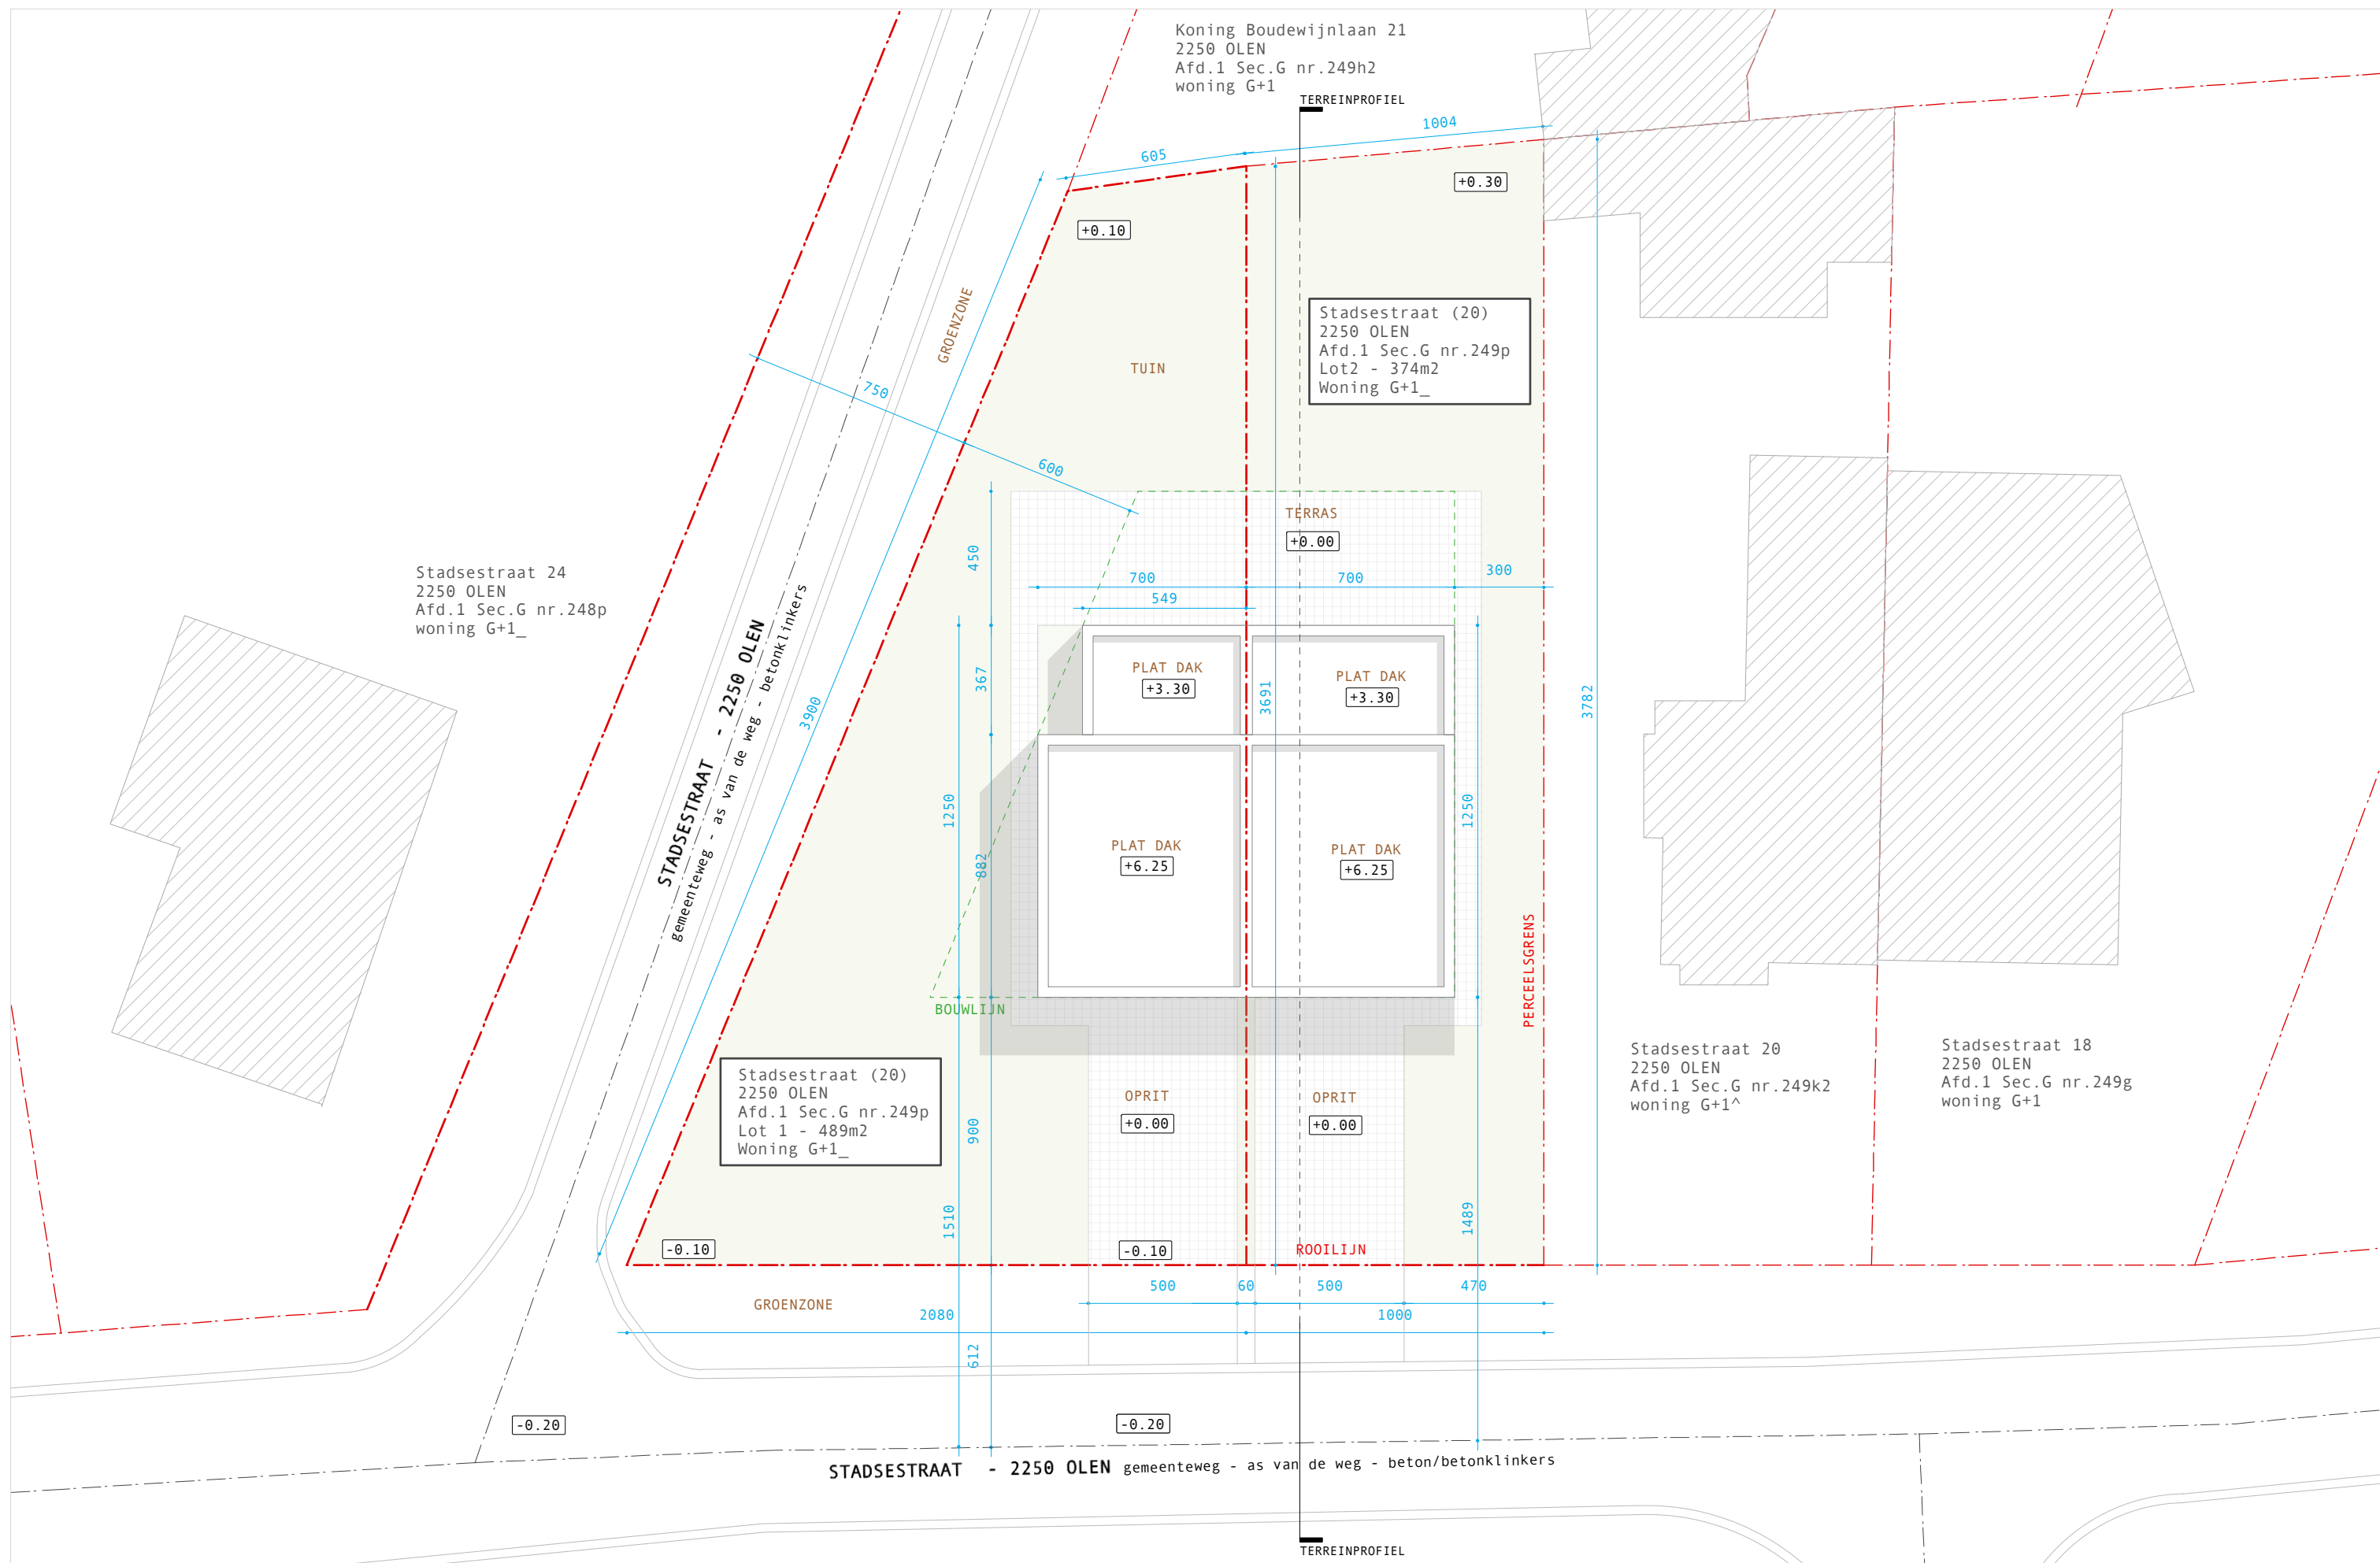 Koning Boudewijnlaan 21
2250 OLEN
Afd.1 Sec.G nr.249h2
woning G+1
TERREINPROFIEL
1004
605
+0.30
+0.10
GROENZONE
Stadsestraat (20)
2250 OLEN
Afd.1 Sec.G nr.249p
Lot2 - 374m2
Woning G+1_
TUIN
750
600
TERRAS
+0.00
450
700
700
300
549
Stadsestraat 24
2250 OLEN
Afd.1 Sec.G nr.248p
woning G+1_
STADSESTRAAT - 2250 OLEN
gemeenteweg - as van de weg - betonklinkers
3900
367
PLAT DAK
+3.30
3691
PLAT DAK
+3.30
3782
1250
882
PLAT DAK
+6.25
PLAT DAK
+6.25
1250
PERCEELSGRENS
BOUWLIJN
Stadsestraat (20)
2250 OLEN
Afd.1 Sec.G nr.249p
Lot 1 - 489m2
Woning G+1_
900
OPRIT
+0.00
OPRIT
+0.00
Stadsestraat 20
2250 OLEN
Afd.1 Sec.G nr.249k2
woning G+1^
Stadsestraat 18
2250 OLEN
Afd.1 Sec.G nr.249g
woning G+1
1510
1489
-0.10
-0.10
ROOILIJN
500
60
500
470
GROENZONE
2080
1000
612
-0.20
-0.20
STADSESTRAAT - 2250 OLEN gemeenteweg - as van de weg - beton/betonklinkers
TERREINPROFIEL